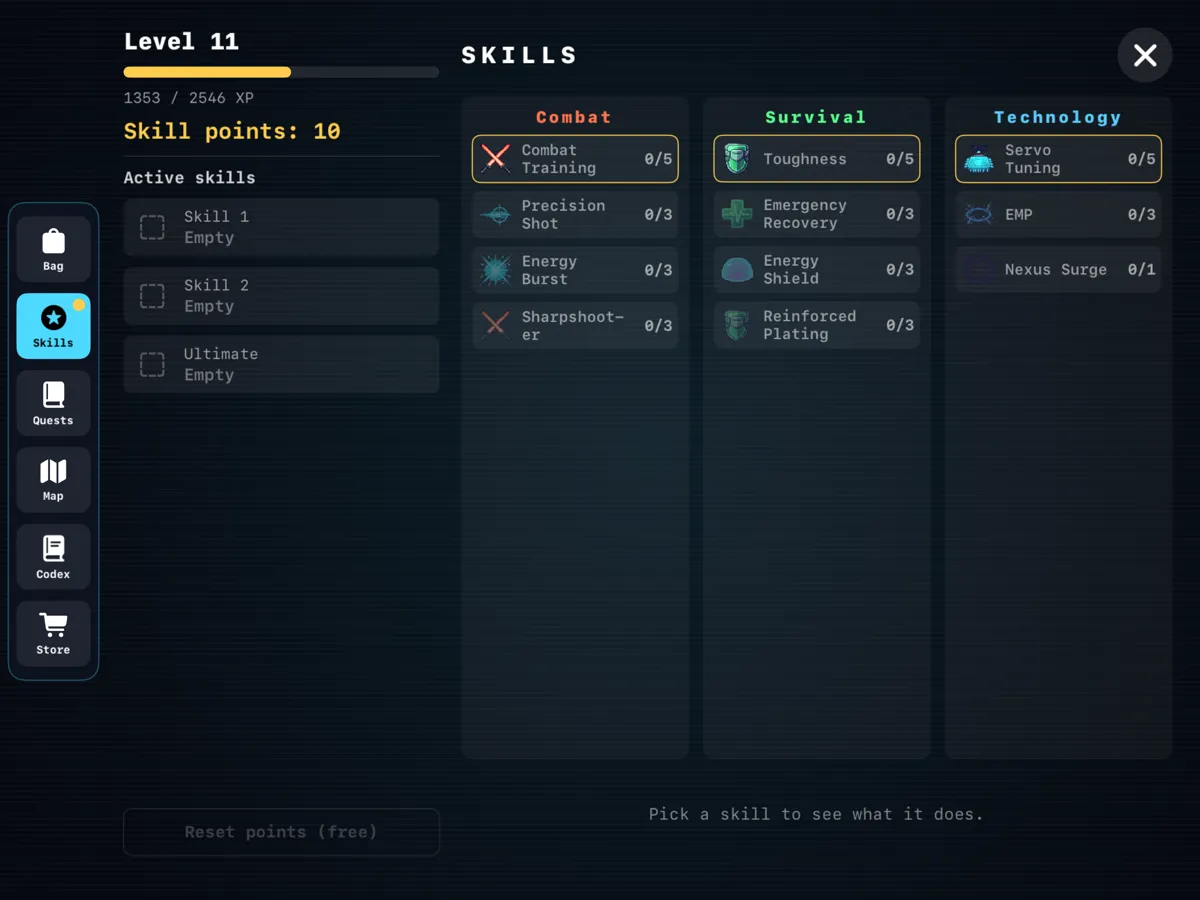 Level 11
1353 / 2546 XP
Skill points: 10
Active skills
Skill 1
Empty
Skill 2
Empty
Ultimate
Empty
Reset points (free)
Bag
Skills
Quests
Map
Codex
Store
SKILLS
Combat
Combat
Training
0/5
Precision
Shot
0/3
Energy
Burst
0/3
Sharpshoot-
er
0/3
Survival
Toughness
0/5
Emergency
Recovery
0/3
Energy
Shield
0/3
Reinforced
Plating
0/3
Technology
Servo
Tuning
0/5
EMP
0/3
Nexus Surge
0/1
Pick a skill to see what it does.